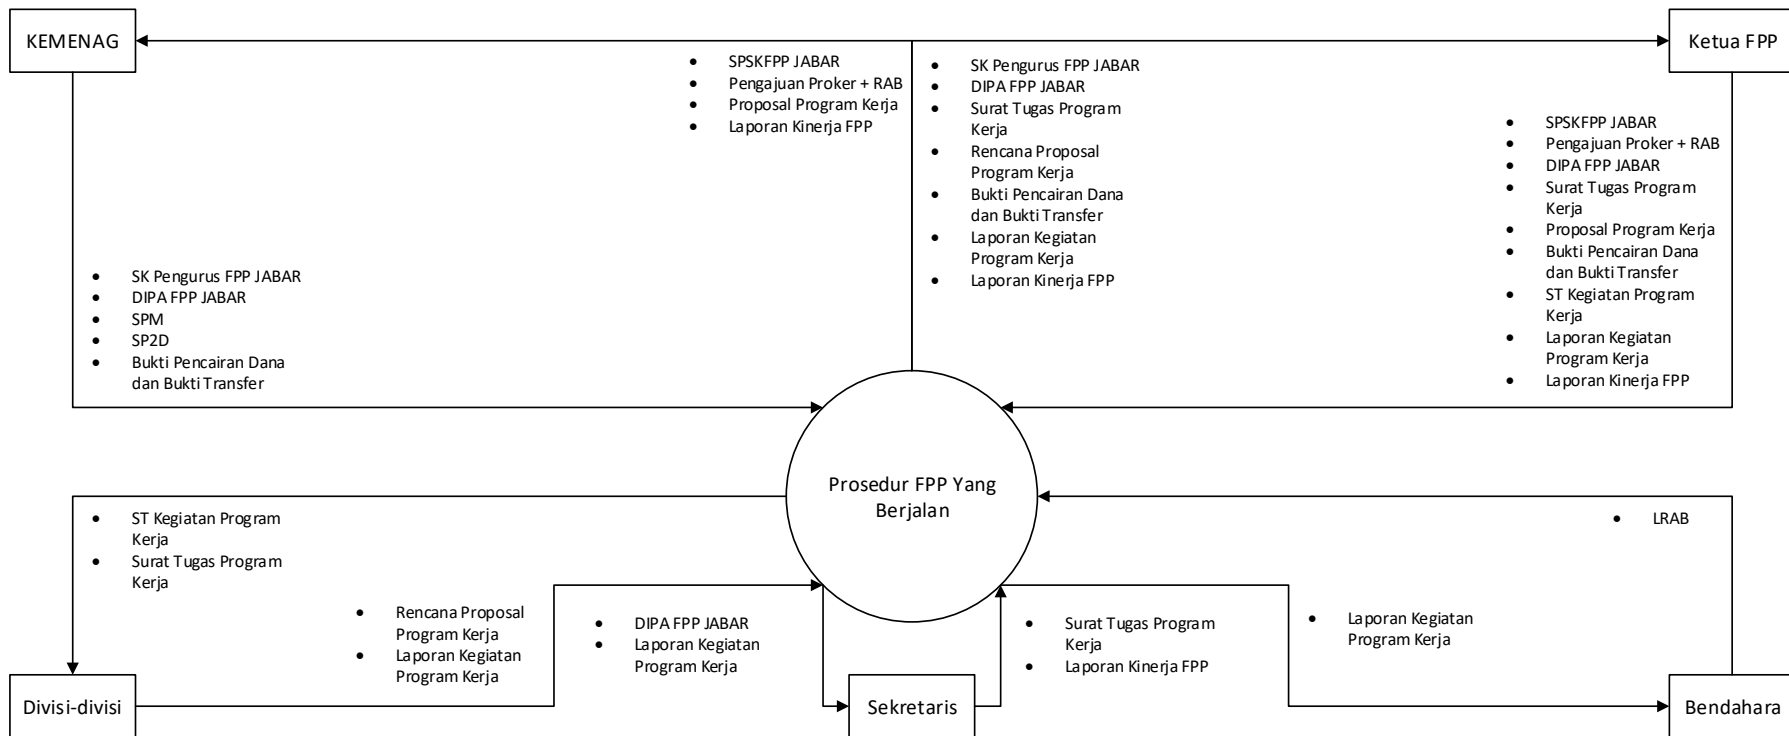 KEMENAG
Ketua FPP
• SPSKFPP JABAR
• Pengajuan Proker + RAB
• Proposal Program Kerja
• Laporan Kinerja FPP
• SK Pengurus FPP JABAR
• DIPA FPP JABAR
• Surat Tugas Program
Kerja
• Rencana Proposal
Program Kerja
• Bukti Pencairan Dana
dan Bukti Transfer
• Laporan Kegiatan
Program Kerja
• Laporan Kinerja FPP
• SPSKFPP JABAR
• Pengajuan Proker + RAB
• DIPA FPP JABAR
• Surat Tugas Program
Kerja
• Proposal Program Kerja
• Bukti Pencairan Dana
dan Bukti Transfer
• ST Kegiatan Program
Kerja
• Laporan Kegiatan
Program Kerja
• Laporan Kinerja FPP
• SK Pengurus FPP JABAR
• DIPA FPP JABAR
• SPM
• SP2D
• Bukti Pencairan Dana
dan Bukti Transfer
Prosedur FPP Yang
Berjalan
• ST Kegiatan Program
Kerja
• Surat Tugas Program
Kerja
• LRAB
• Rencana Proposal
Program Kerja
• Laporan Kegiatan
Program Kerja
• DIPA FPP JABAR
• Laporan Kegiatan
Program Kerja
• Surat Tugas Program
Kerja
• Laporan Kinerja FPP
• Laporan Kegiatan
Program Kerja
Divisi-divisi
Sekretaris
Bendahara